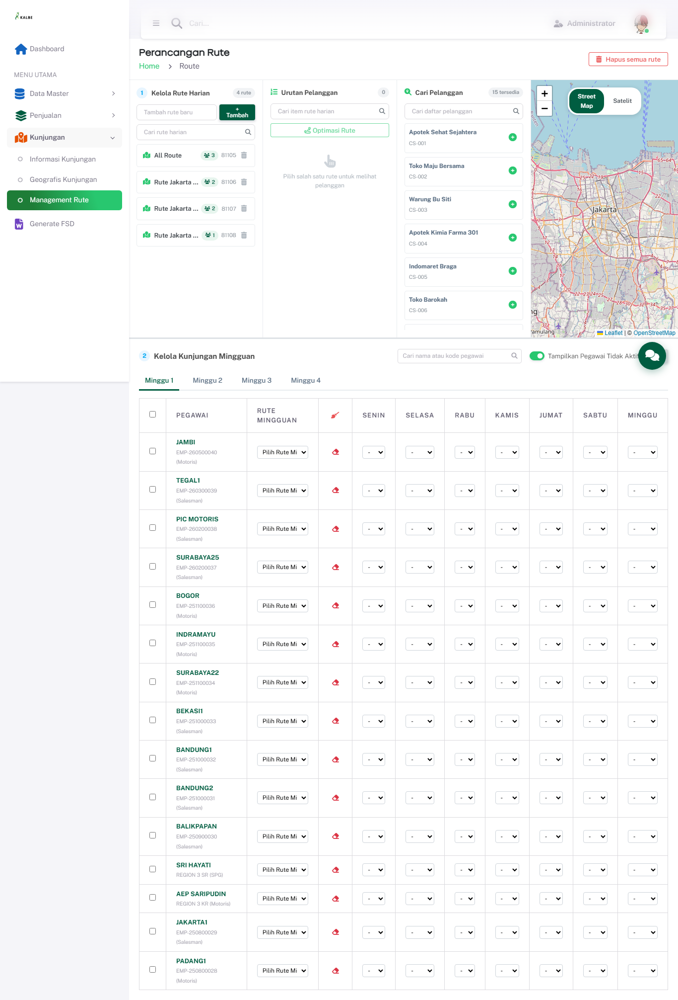 KALBE
Dashboard
MENU UTAMA
Data Master
Penjualan
Kunjungan
Informasi Kunjungan
Geografis Kunjungan
Management Rute
Generate FSD
Cari...
Administrator
Perancangan Rute
Home > Route
Hapus semua rute
1 Kelola Rute Harian 4 rute
Tambah rute baru
+ Tambah
Cari rute harian
All Route 3 81105
Rute Jakarta ... 2 81106
Rute Jakarta ... 2 81107
Rute Jakarta ... 1 81108
Urutan Pelanggan 0
Cari item rute harian
Optimasi Rute
Pilih salah satu rute untuk melihat
pelanggan
Cari Pelanggan 15 tersedia
Cari daftar pelanggan
Apotek Sehat Sejahtera
CS-001
Toko Maju Bersama
CS-002
Warung Bu Siti
CS-003
Apotek Kimia Farma 301
CS-004
Indomaret Braga
CS-005
Toko Barokah
CS-006
+
−
Street
Map
Satelit
Banten
Jakarta
Pamulang
Leaflet | © OpenStreetMap
2 Kelola Kunjungan Mingguan
Cari nama atau kode pegawai
Tampilkan Pegawai Tidak Aktif
Minggu 1 Minggu 2 Minggu 3 Minggu 4
PEGAWAI RUTE MINGGUAN SENIN SELASA RABU KAMIS JUMAT SABTU MINGGU
JAMBI
EMP-260500040
(Motoris)
Pilih Rute Mi - - - - - - -
TEGAL1
EMP-260300039
(Salesman)
Pilih Rute Mi - - - - - - -
PIC MOTORIS
EMP-260200038
(Salesman)
Pilih Rute Mi - - - - - - -
SURABAYA25
EMP-260200037
(Salesman)
Pilih Rute Mi - - - - - - -
BOGOR
EMP-251100036
(Motoris)
Pilih Rute Mi - - - - - - -
INDRAMAYU
EMP-251100035
(Motoris)
Pilih Rute Mi - - - - - - -
SURABAYA22
EMP-251100034
(Motoris)
Pilih Rute Mi - - - - - - -
BEKASI1
EMP-251000033
(Salesman)
Pilih Rute Mi - - - - - - -
BANDUNG1
EMP-251000032
(Salesman)
Pilih Rute Mi - - - - - - -
BANDUNG2
EMP-251000031
(Salesman)
Pilih Rute Mi - - - - - - -
BALIKPAPAN
EMP-250900030
(Salesman)
Pilih Rute Mi - - - - - - -
SRI HAYATI
REGION 3 SR (SPG)
Pilih Rute Mi - - - - - - -
AEP SARIPUDIN
REGION 3 KR (Motoris)
Pilih Rute Mi - - - - - - -
JAKARTA1
EMP-250800029
(Salesman)
Pilih Rute Mi - - - - - - -
PADANG1
EMP-250800028
(Motoris)
Pilih Rute Mi - - - - - - -